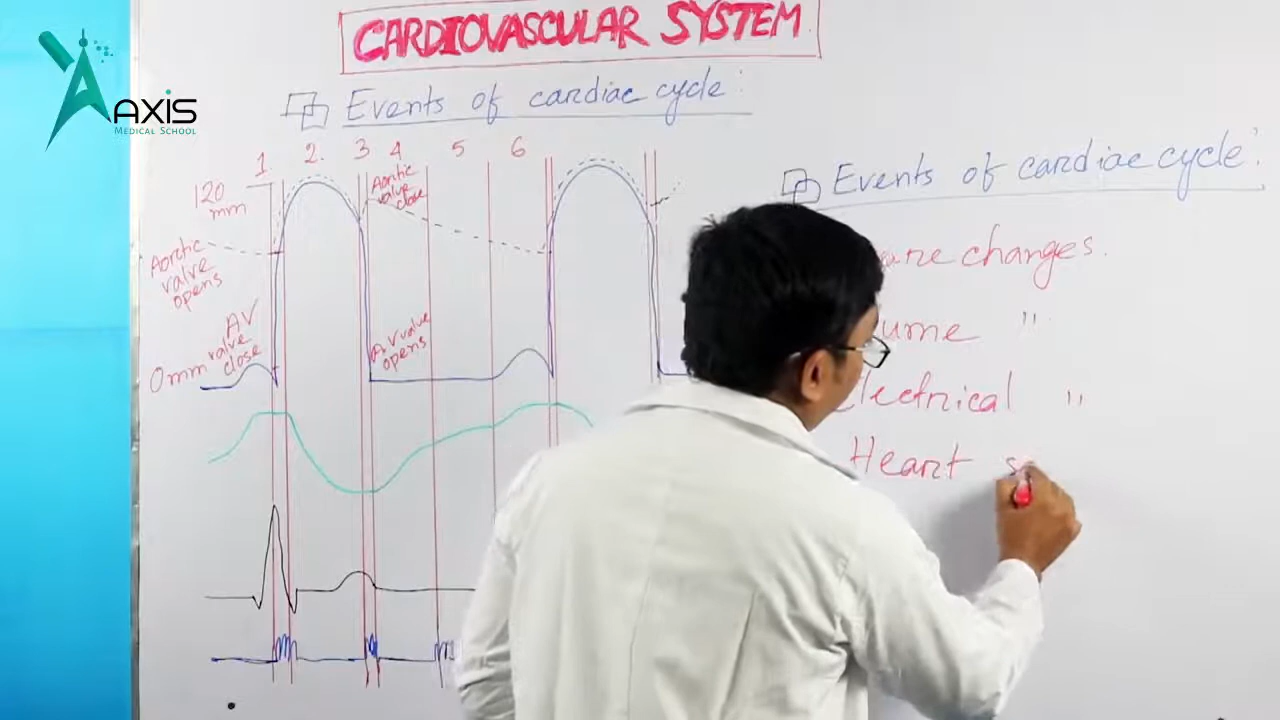 CARDIOVASCULAR SYSTEM
AXIS
MEDICAL SCHOOL
Events of cardiac cycle:
1 2. 3 4 5 6
120
mm
Aortic
valve
close
Aortic
valve
opens
AV
valve
close
0mm
AV valve
opens
Events of cardiac cycle:
changes.
"
Electrical "
Heart s